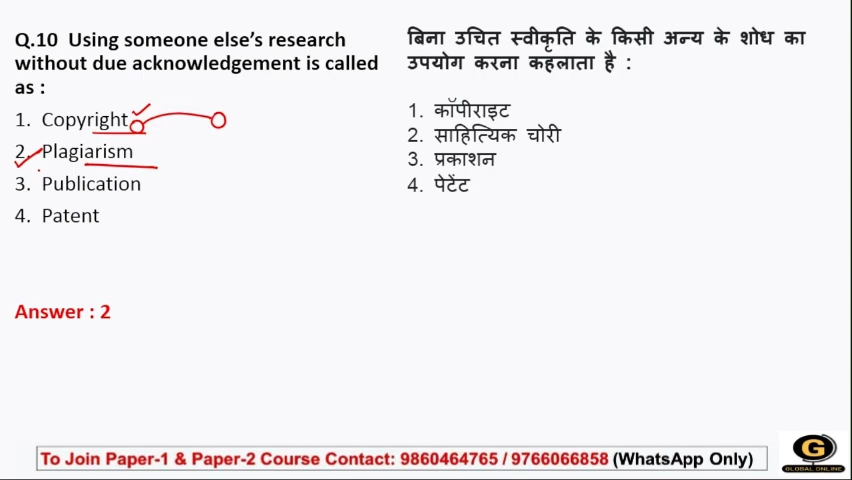 Q.10 Using someone else's research
without due acknowledgement is called
as :
1. Copyright
2. Plagiarism
3. Publication
4. Patent
Answer : 2
बिना उचित स्वीकृति के किसी अन्य के शोध का
उपयोग करना कहलाता है :
1. कॉपीराइट
2. साहित्यिक चोरी
3. प्रकाशन
4. पेटेंट
To Join Paper-1 & Paper-2 Course Contact: 9860464765 / 9766066858 (WhatsApp Only)
G
GLOBAL ONLINE